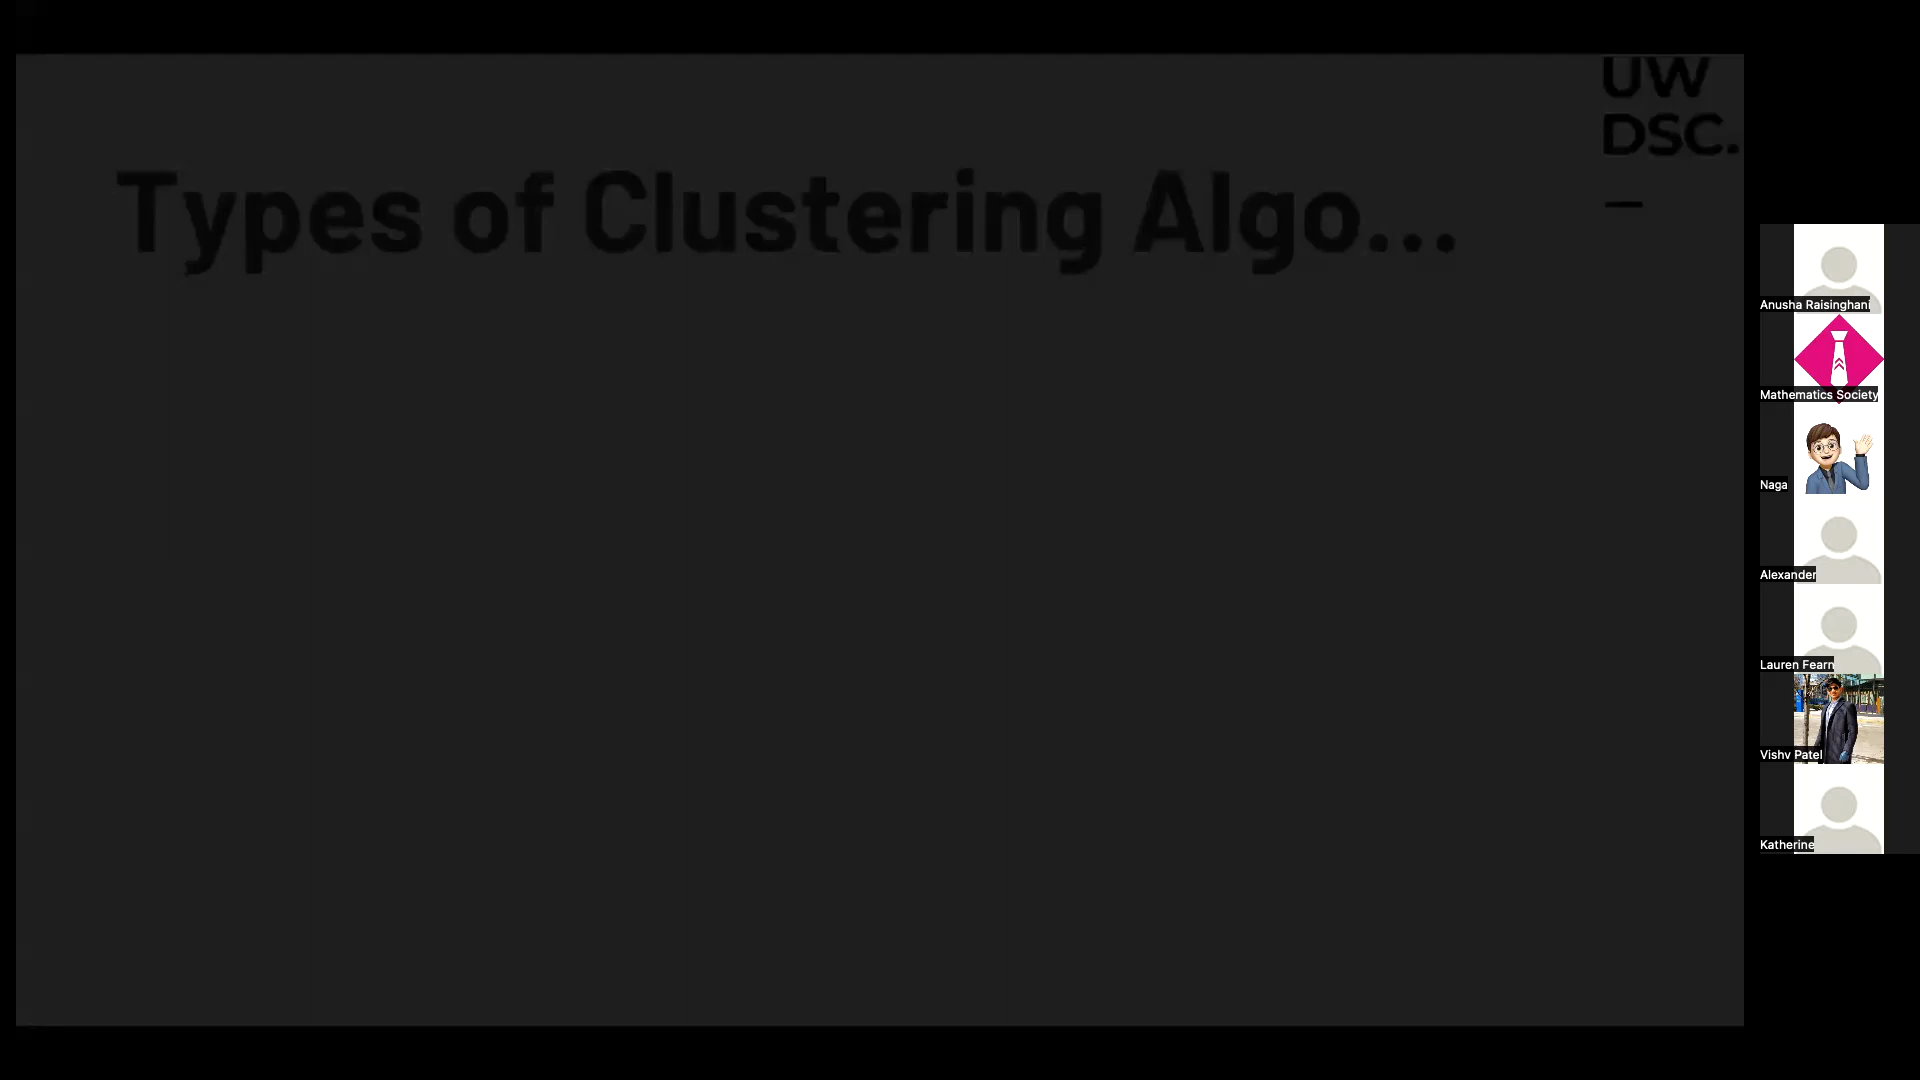 UW
DSC.
Types of Clustering Algo...
Anusha Raisinghani
Mathematics Society
Naga
Alexander
Lauren Fearn
Vishv Patel
Katherine